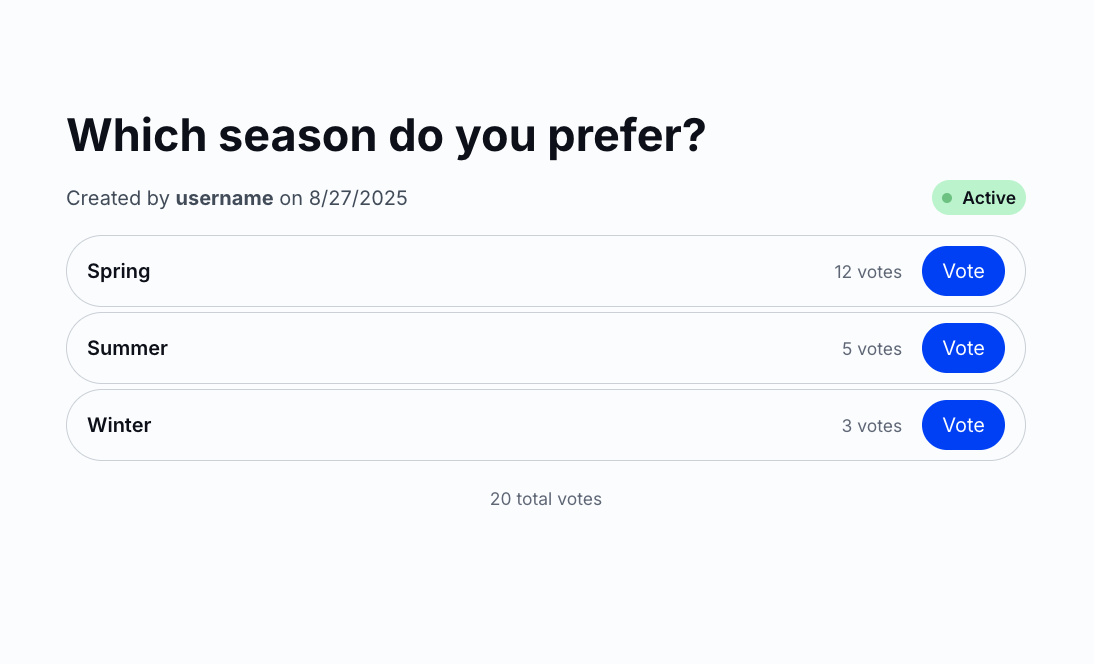 Which season do you prefer?
Created by username on 8/27/2025 Active
Spring 12 votes Vote
Summer 5 votes Vote
Winter 3 votes Vote
20 total votes